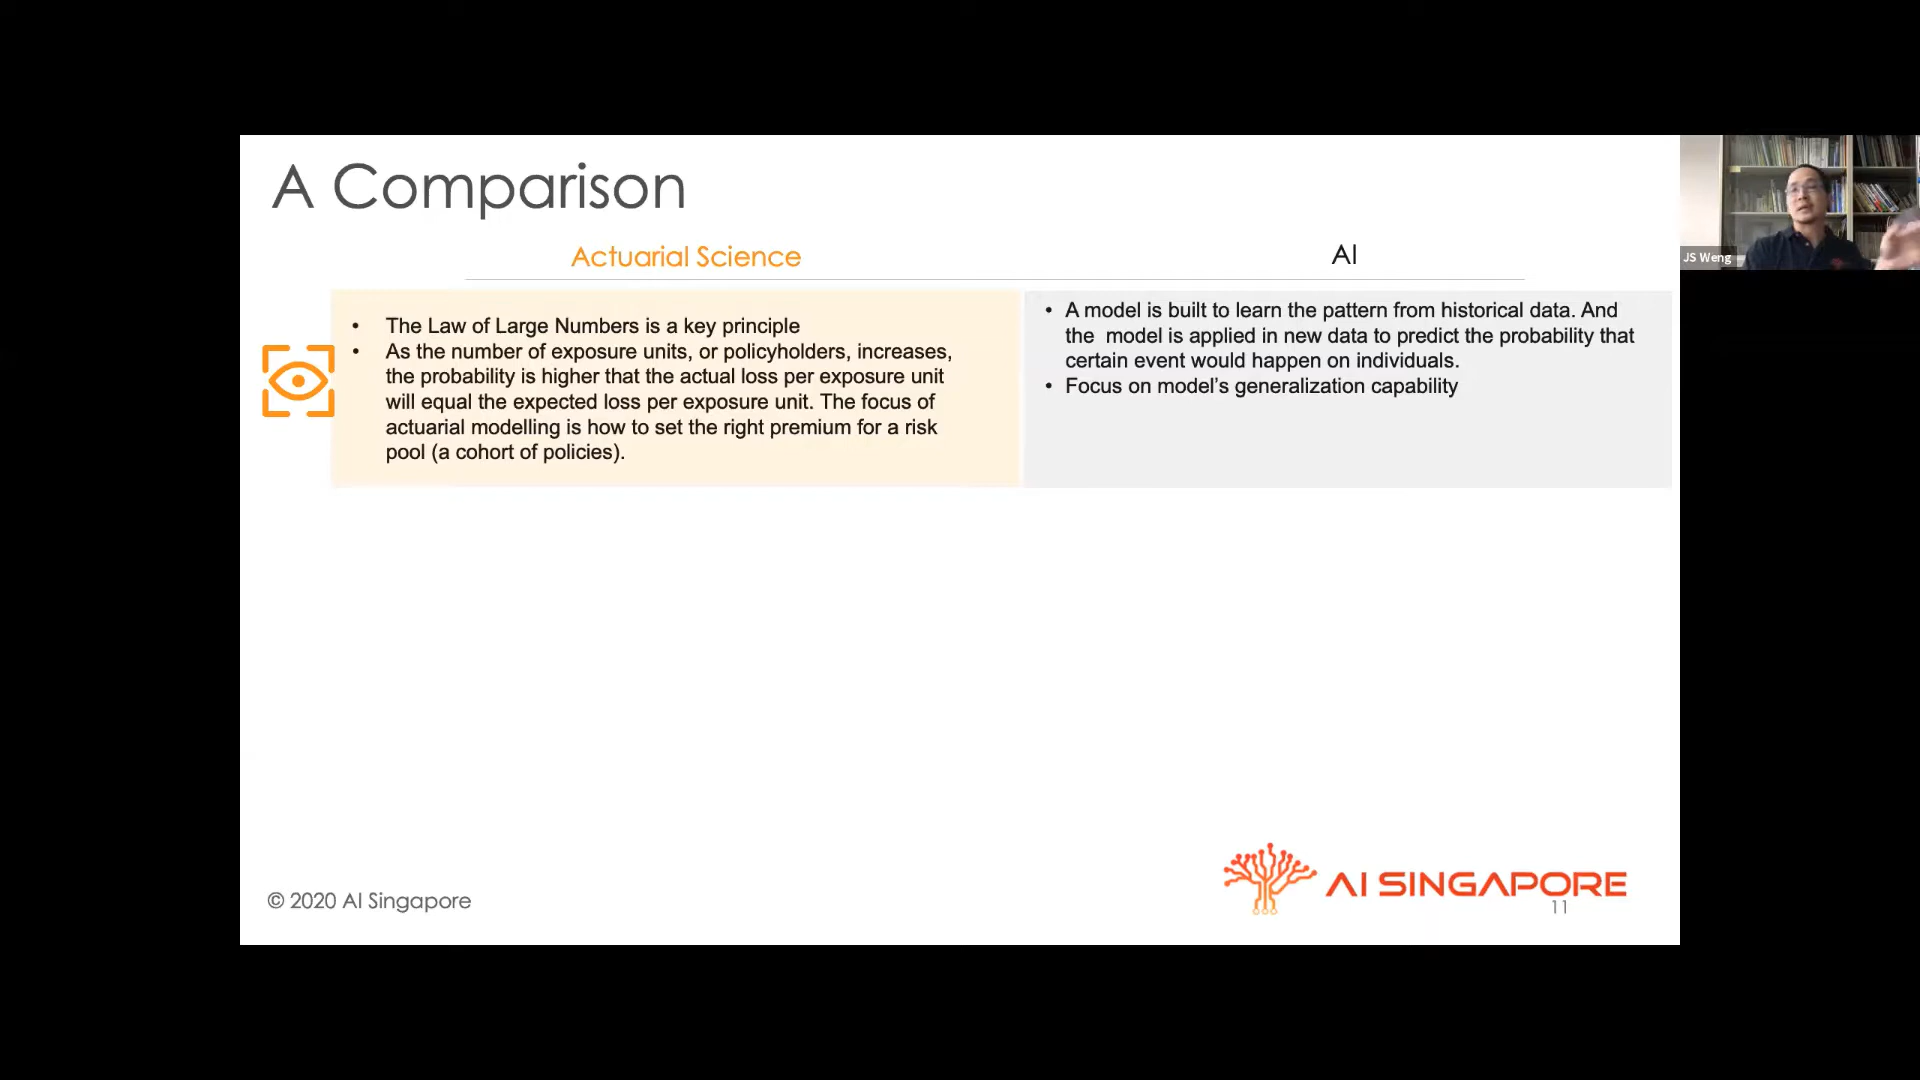 A Comparison
Actuarial Science
AI
• The Law of Large Numbers is a key principle
• As the number of exposure units, or policyholders, increases,
the probability is higher that the actual loss per exposure unit
will equal the expected loss per exposure unit. The focus of
actuarial modelling is how to set the right premium for a risk
pool (a cohort of policies).
• A model is built to learn the pattern from historical data. And
the model is applied in new data to predict the probability that
certain event would happen on individuals.
• Focus on model's generalization capability
JS Weng
© 2020 AI Singapore
AI SINGAPORE
11